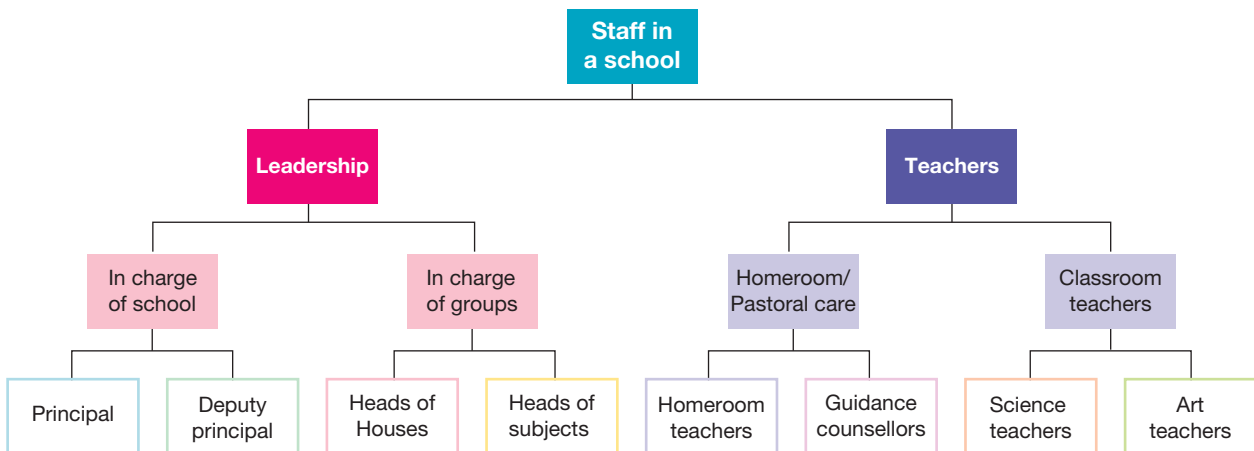 Staff in
a school
Leadership
Teachers
In charge
of school
In charge
of groups
Homeroom/
Pastoral care
Classroom
teachers
Principal
Deputy
principal
Heads of
Houses
Heads of
subjects
Homeroom
teachers
Guidance
counsellors
Science
teachers
Art
teachers